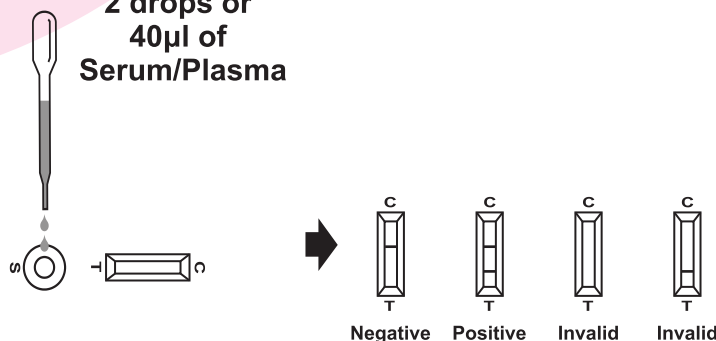 2 drops or
40µl of
Serum/Plasma
S T C
C C C C
T T T T
Negative Positive Invalid Invalid